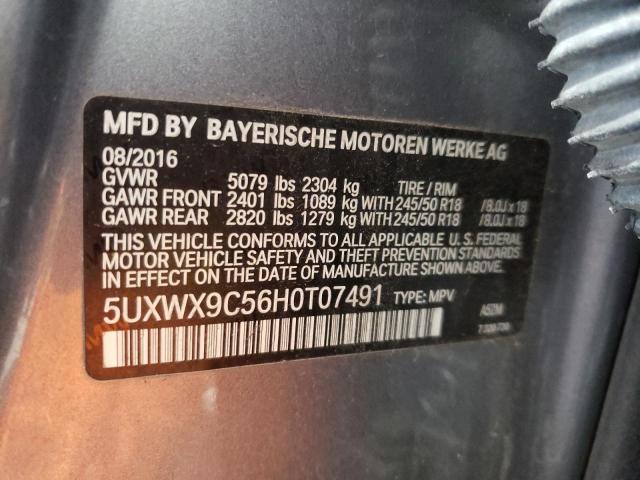 MFD BY BAYERISCHE MOTOREN WERKE AG
08/2016
GVWR 5079 lbs 2304 kg TIRE / RIM
GAWR FRONT 2401 lbs 1089 kg WITH 245/50 R18 /8.0J x 18
GAWR REAR 2820 lbs 1279 kg WITH 245/50 R18 /8.0J x 18
THIS VEHICLE CONFORMS TO ALL APPLICABLE U. S. FEDERAL
MOTOR VEHICLE SAFETY AND THEFT PREVENTION STANDARDS
IN EFFECT ON THE DATE OF MANUFACTURE SHOWN ABOVE.
5UXWX9C56H0T07491 TYPE: MPV